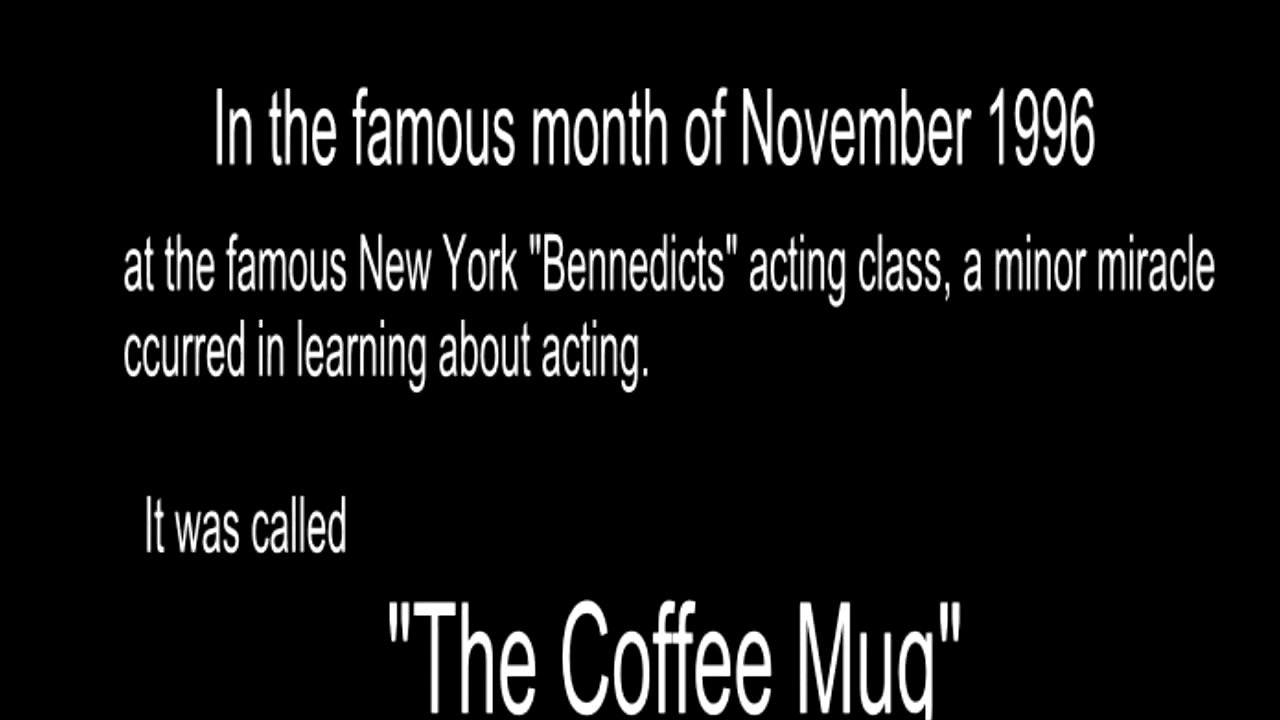 In the famous month of November 1996
at the famous New York "Bennedicts" acting class, a minor miracle
ccurred in learning about acting.
It was called
"The Coffee Mug"